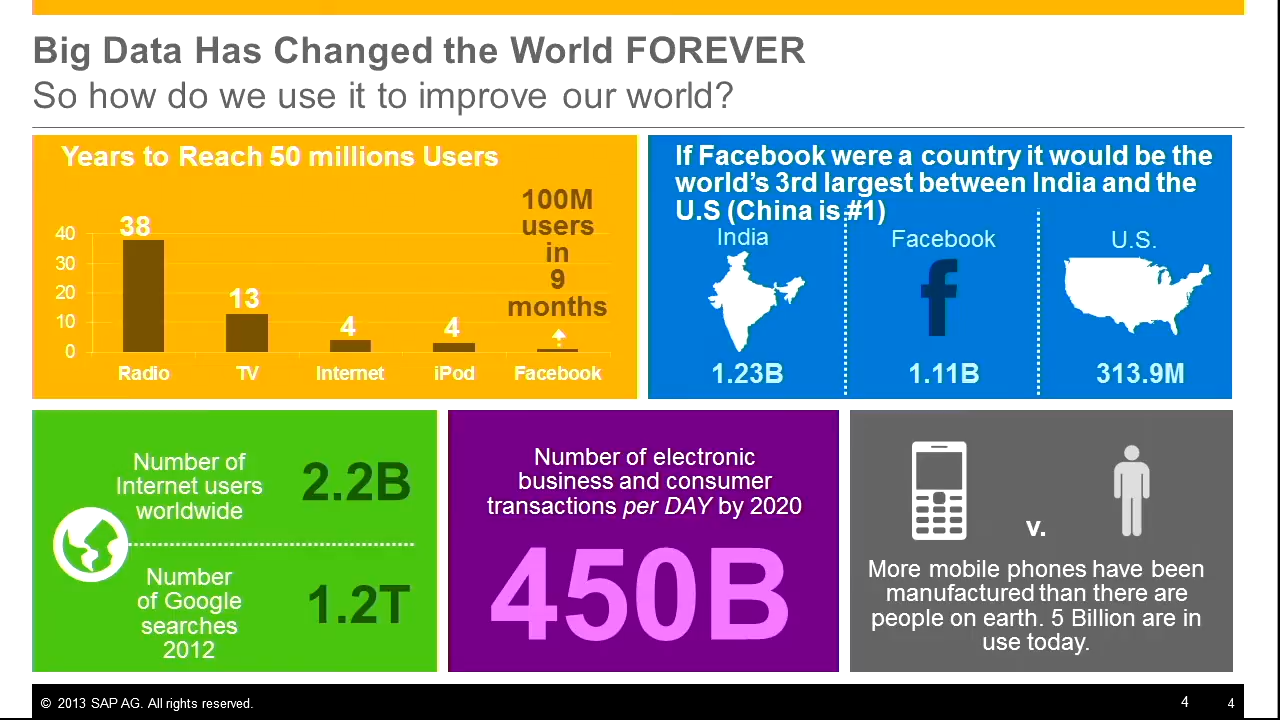 Big Data Has Changed the World FOREVER
So how do we use it to improve our world?
Years to Reach 50 millions Users
100M
users
in
9
months
40
30
20
10
0
38
13
4
4
Radio
TV
Internet
iPod
Facebook
If Facebook were a country it would be the
world's 3rd largest between India and the
U.S (China is #1)
India
Facebook
U.S.
1.23B
1.11B
313.9M
Number of
Internet users
worldwide
2.2B
Number
of Google
searches
2012
1.2T
Number of electronic
business and consumer
transactions per DAY by 2020
450B
v.
More mobile phones have been
manufactured than there are
people on earth. 5 Billion are in
use today.
© 2013 SAP AG. All rights reserved.
4
4